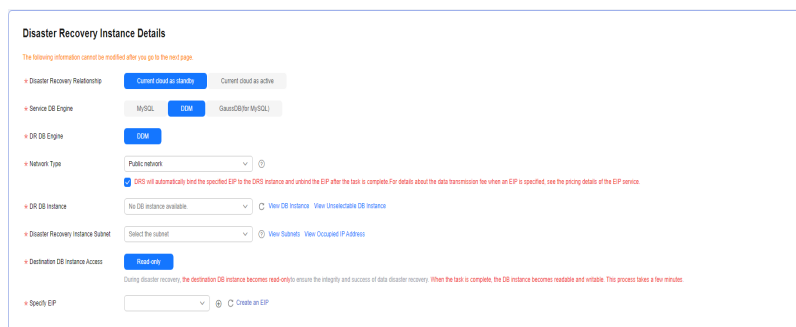 Disaster Recovery Instance Details
The following information cannot be modified after you go to the next page.
* Disaster Recovery Relationship Current cloud as standby Current cloud as active
* Service DB Engine MySQL DDM GaussDB(for MySQL)
* DR DB Engine DDM
* Network Type Public network
DRS will automatically bind the specified EIP to the DRS instance and unbind the EIP after the task is complete.For details about the data transmission fee when an EIP is specified, see the pricing details of the EIP service.
* DR DB Instance No DB instance available. View DB Instance View Unselectable DB Instance
* Disaster Recovery Instance Subnet Select the subnet View Subnets View Occupied IP Address
* Destination DB Instance Access Read-only
During disaster recovery, the destination DB instance becomes read-onlyto ensure the integrity and success of data disaster recovery. When the task is complete, the DB instance becomes readable and writable. This process takes a few minutes.
* Specify EIP Create an EIP